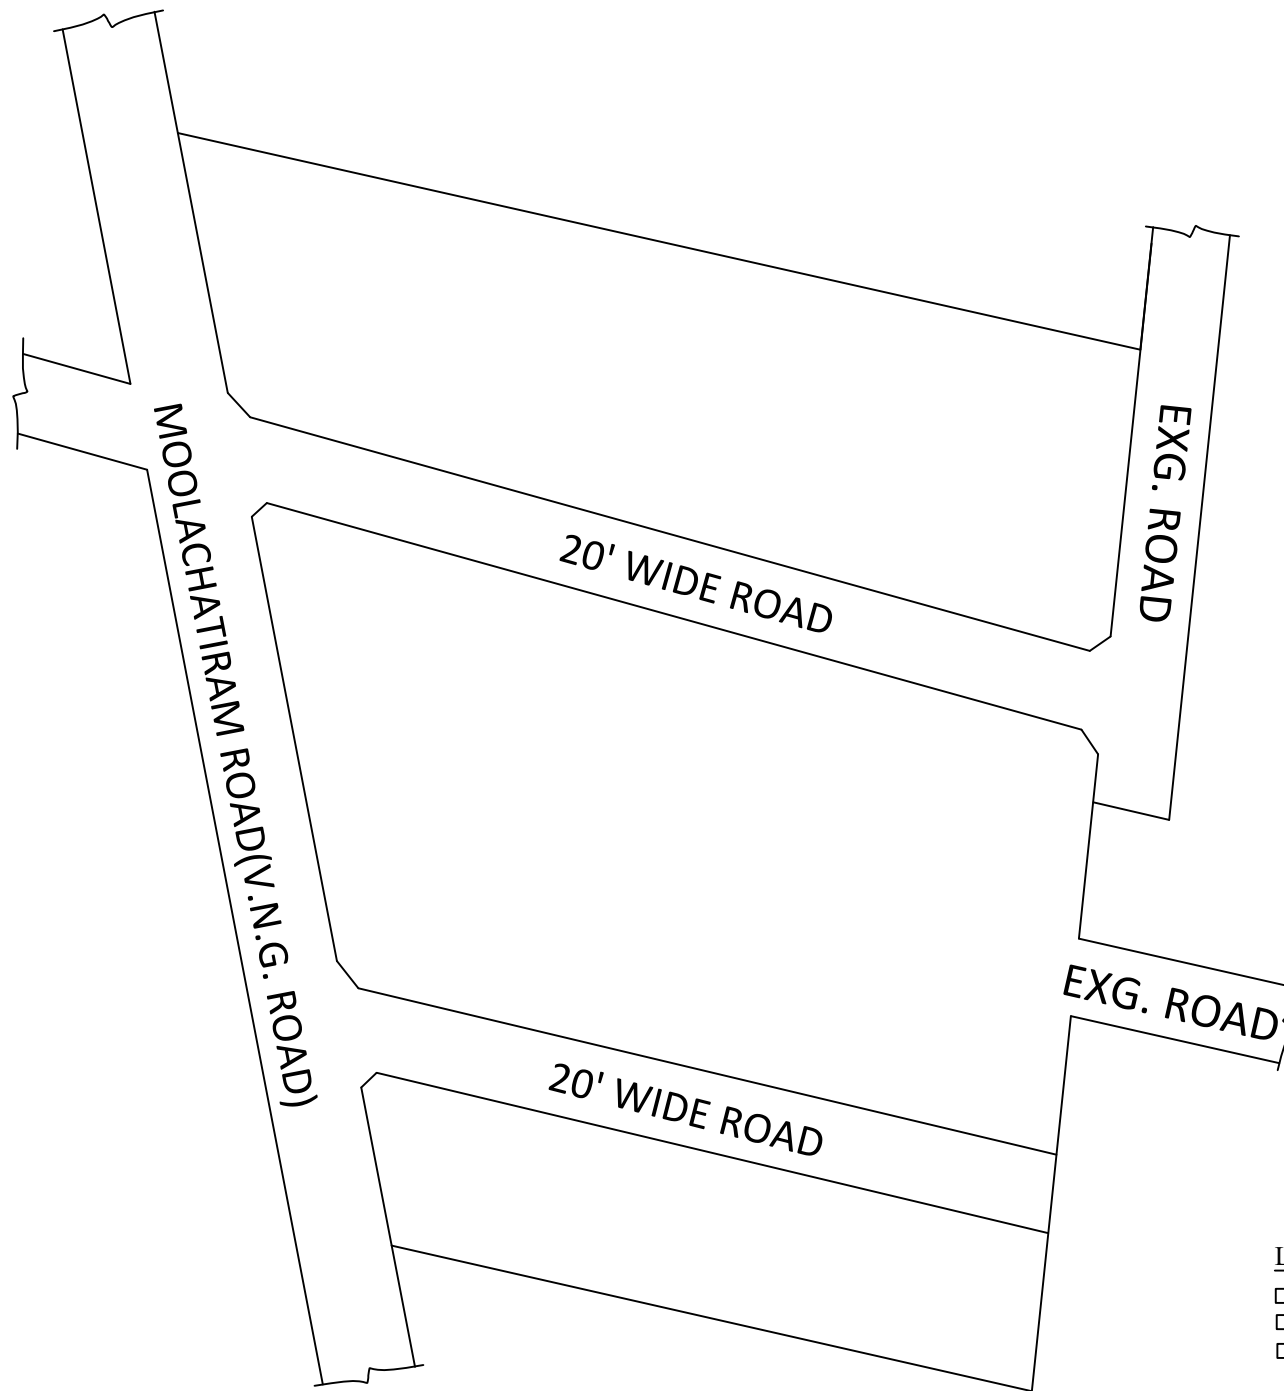 EXG. ROAD
MOOLACHATIRAM ROAD(V.N.G. ROAD)
20' WIDE ROAD
EXG. ROAD
20' WIDE ROAD
L